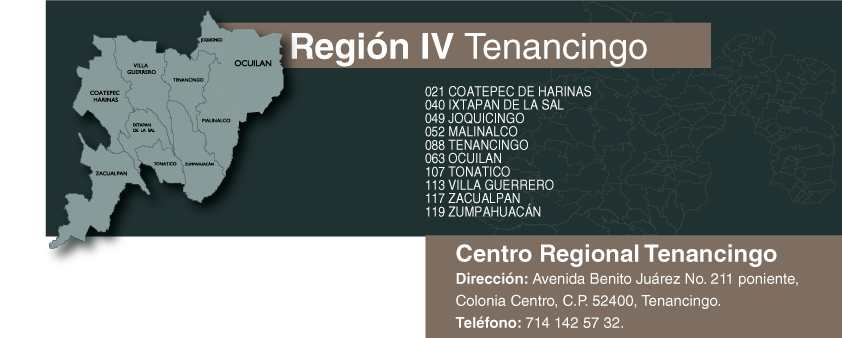 Región IV Tenancingo
JOQUICINGO
OCUILAN
VILLA
GUERRERO
TENANCINGO
COATEPEC
HARINAS
MALINALCO
IXTAPAN
DE LA SAL
TONATICO
ZUMPAHUACÁN
ZACUALPAN
021 COATEPEC DE HARINAS
040 IXTAPAN DE LA SAL
049 JOQUICINGO
052 MALINALCO
088 TENANCINGO
063 OCUILAN
107 TONATICO
113 VILLA GUERRERO
117 ZACUALPAN
119 ZUMPAHUACÁN
Centro Regional Tenancingo
Dirección: Avenida Benito Juárez No. 211 poniente,
Colonia Centro, C.P. 52400, Tenancingo.
Teléfono: 714 142 57 32.